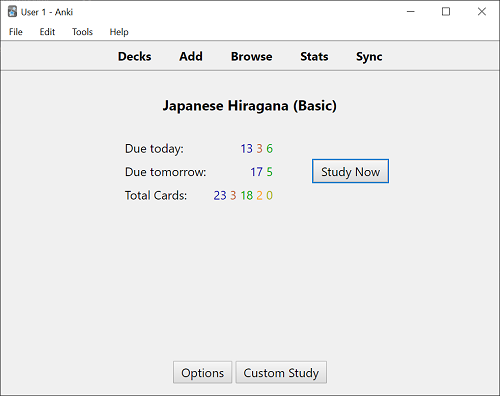 User 1 - Anki
File Edit Tools Help
Decks Add Browse Stats Sync
Japanese Hiragana (Basic)
Due today: 13 3 6
Due tomorrow: 17 5
Study Now
Total Cards: 23 3 18 2 0
Options Custom Study